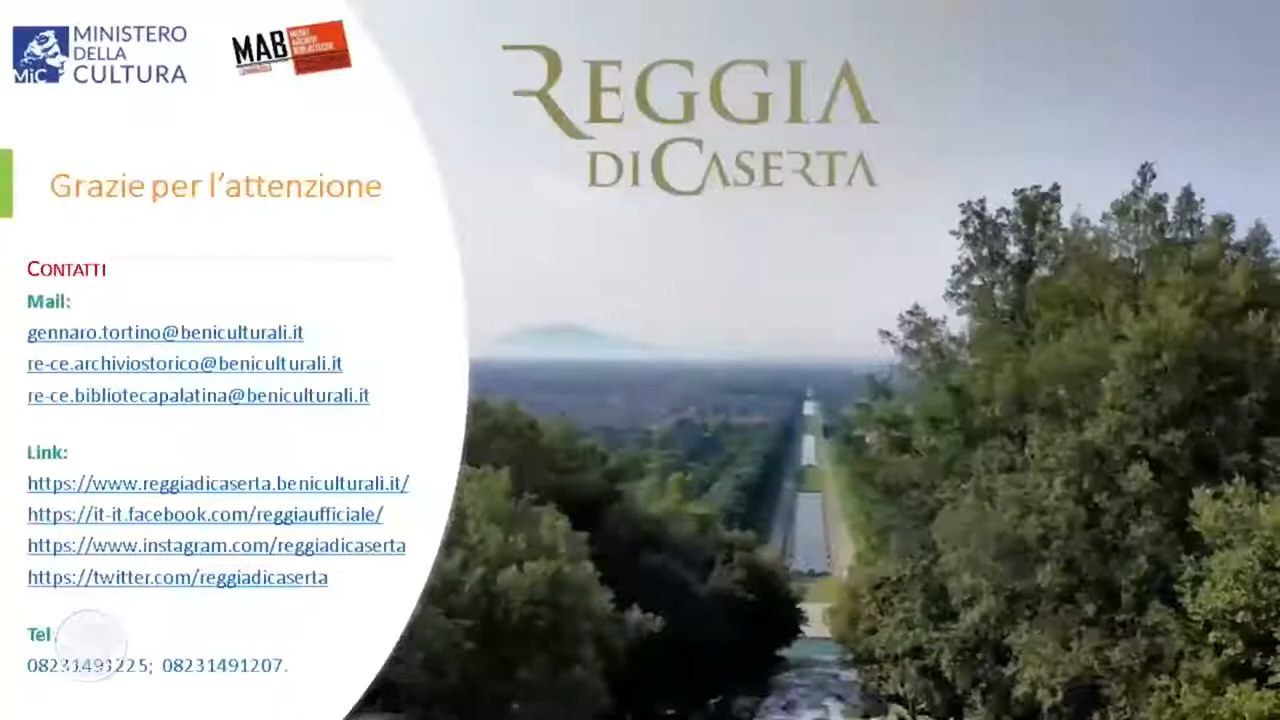 MiC
MINISTERO
DELLA
CULTURA
MAB
REGGIA
DI CASERTA
Grazie per l'attenzione
CONTATTI
Mail:
gennaro.tortino@beniculturali.it
re-ce.archiviostorico@beniculturali.it
re-ce.bibliotecapalatina@beniculturali.it
Link:
https://www.reggiadicaserta.beniculturali.it/
https://it-it.facebook.com/reggiaufficiale/
https://www.instagram.com/reggiadicaserta
https://twitter.com/reggiadicaserta
Tel
08231491225; 08231491207.